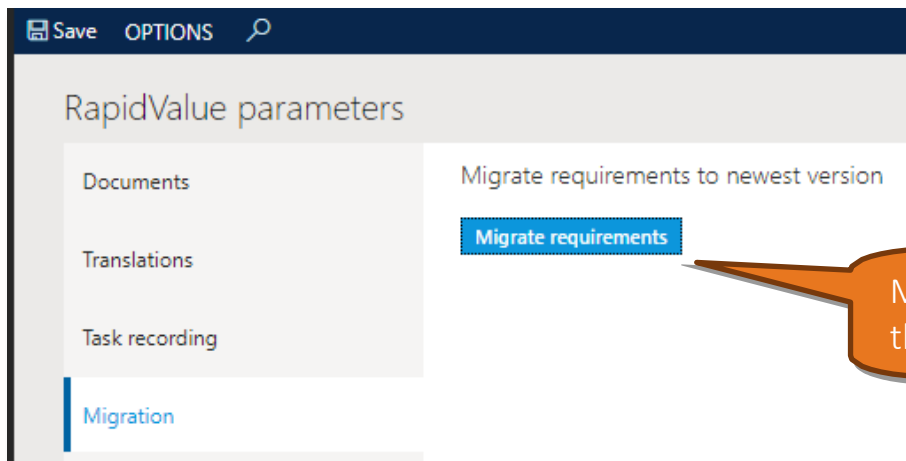 Save OPTIONS
RapidValue parameters
Documents
Migrate requirements to newest version
Migrate requirements
Translations
Task recording
Migration